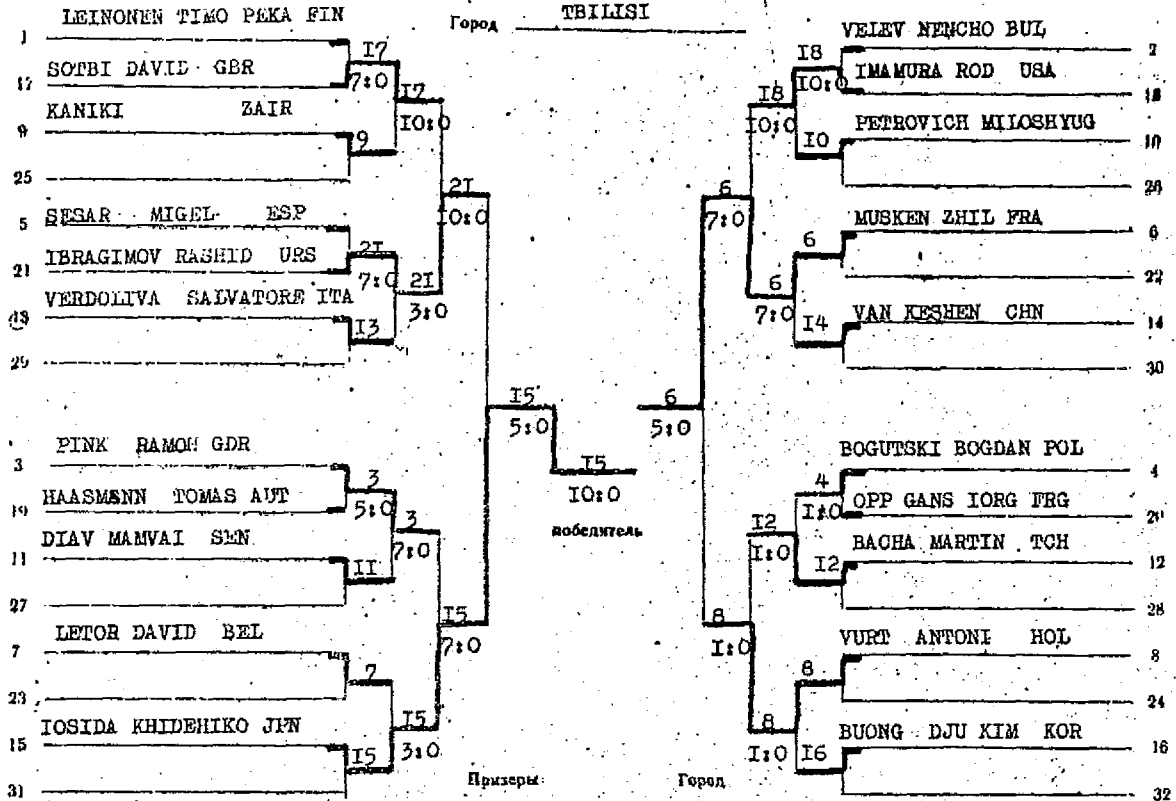 Город TBILISI
LEINONEN TIMO PEKA FIN
1
I7
SOTBI DAVID GBR
17
7:0
I7
KANIKI ZAIR
10:0
9
9
25
2I
SESAR MIGEL ESP
10:0
5
IBRAGIMOV RASHID URS
2I
21
7:0
2I
VERDOLIVA SALVATORE ITA
3:0
I3
29
I5
5:0
PINK RAMON GDR
3
3
I5
10:0
победитель
HAASMANN TOMAS AUT
19
5:0
3
DIAV MAMVAI SEN
7:0
11
II
27
I5
LETOR DAVID BEL
7:0
7
7
23
IOSIDA KHIDEHIKO JPN
I5
15
3:0
I5
31
Призеры:
VELEV NENCHO BUL
2
I8
IMAMURA ROD USA
10:0
18
I8
10:0
PETROVICH MILOSHYUG
10
IO
26
6
7:0
MUSKEN ZHIL FRA
6
6
22
6
7:0
VAN KESHEN CHN
14
I4
30
6
5:0
BOGUTSKI BOGDAN POL
4
4
OPP GANS IORG FRG
I:0
20
I2
I:0
BACHA MARTIN TCH
12
I2
28
8
I:0
VURT ANTONI HOL
8
8
24
8
I:0
BUONG DJU KIM KOR
16
I6
32
Город